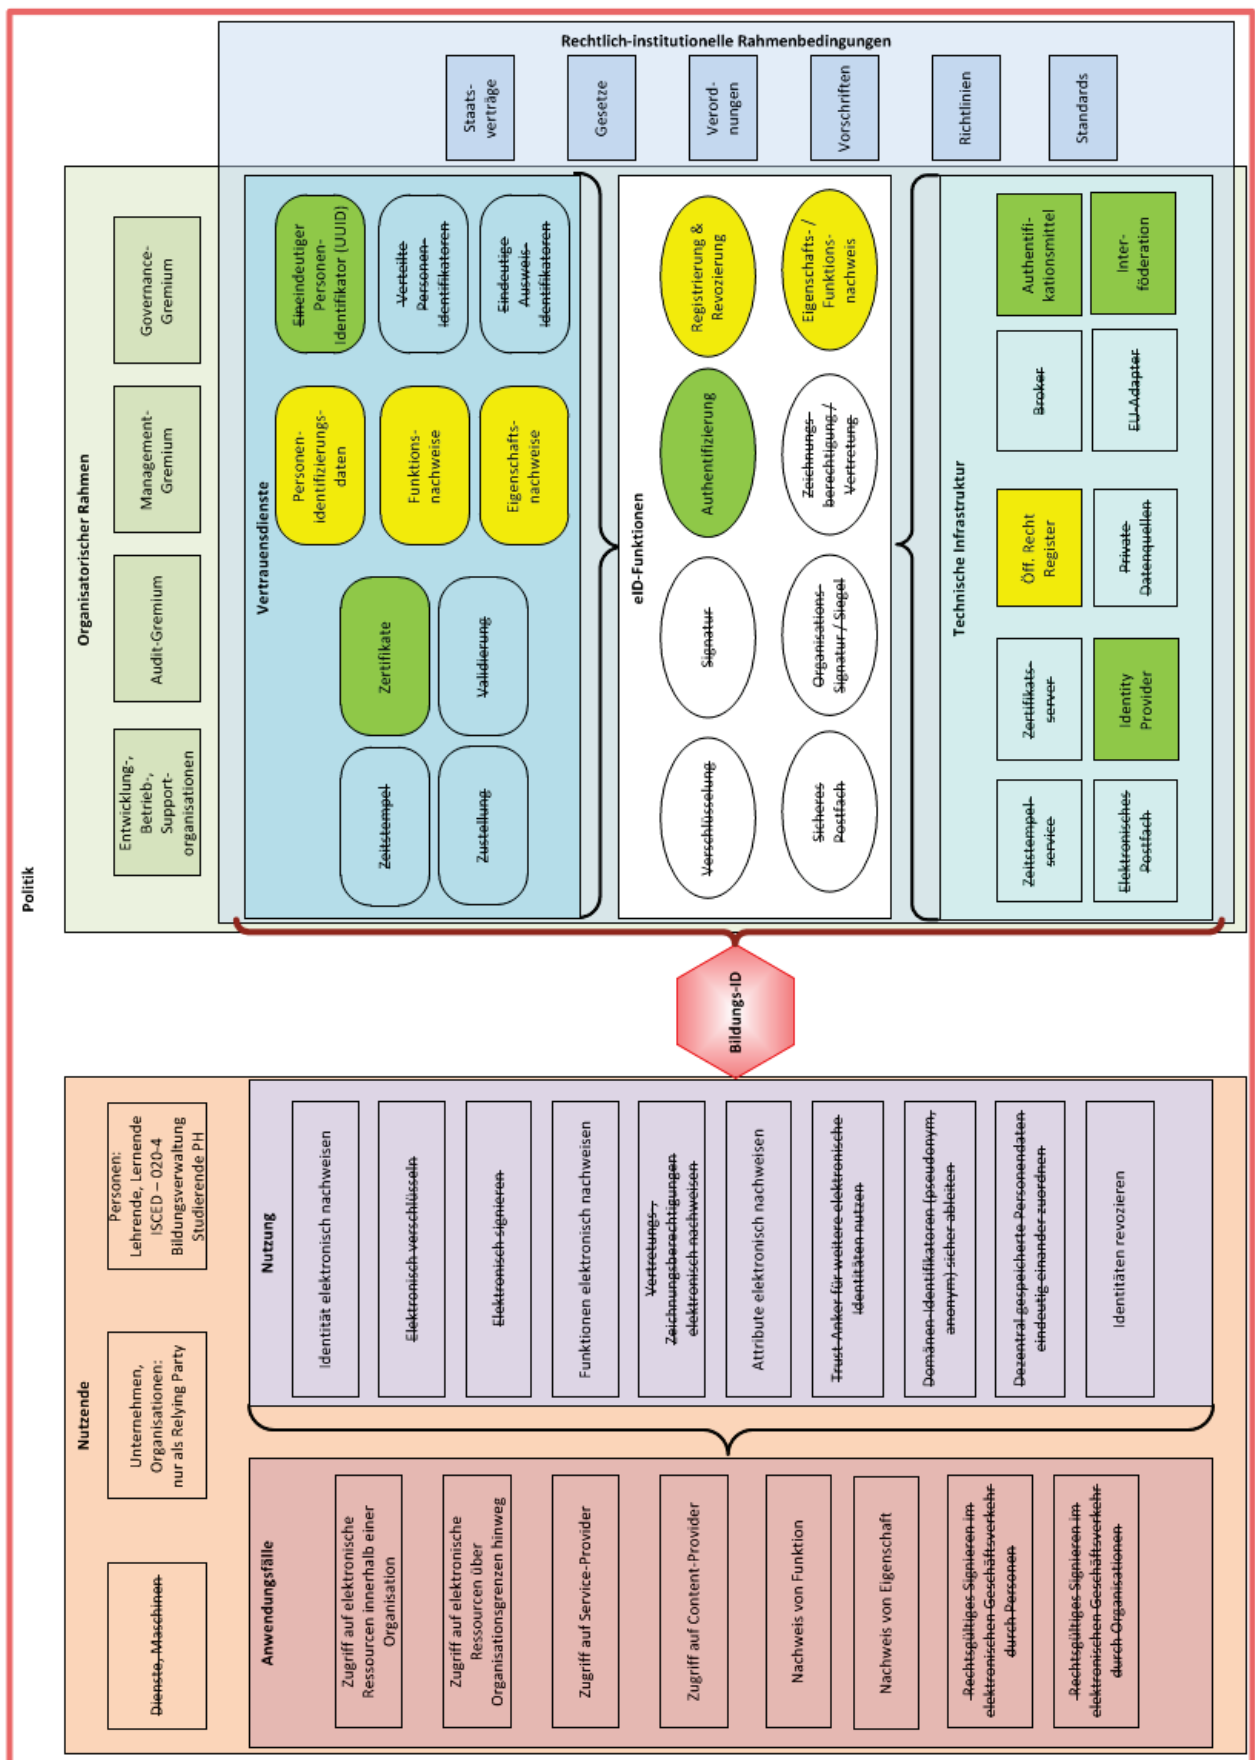 Politik
Nutzende
Dienste, Maschinen
Unternehmen,
Organisationen:
nur als Relying Party
Personen:
Lehrende, Lernende
ISCED – 020-4
Bildungsverwaltung
Studierende PH
Anwendungsfälle
Zugriff auf elektronische
Ressourcen innerhalb einer
Organisation
Zugriff auf elektronische
Ressourcen über
Organisationsgrenzen hinweg
Zugriff auf Service-Provider
Zugriff auf Content-Provider
Nachweis von Funktion
Nachweis von Eigenschaft
Rechtsgültiges Signieren im
elektronischen Geschäftsverkehr
durch Personen
Rechtsgültiges Signieren im
elektronischen Geschäftsverkehr
durch Organisationen
Nutzung
Identität elektronisch nachweisen
Elektronisch verschlüsseln
Elektronisch signieren
Funktionen elektronisch nachweisen
Vertretungs-,
Zeichnungsberechtigungen
elektronisch nachweisen
Attribute elektronisch nachweisen
Trust Anker für weitere elektronische
Identitäten nutzen
Domänen-Identifikatoren (pseudonym,
anonym) sicher ableiten
Dezentral gespeicherte Personendaten
eindeutig einander zuordnen
Identitäten revozieren
Bildungs-ID
Organisatorischer Rahmen
Entwicklung-,
Betrieb-,
Support-
organisationen
Audit-Gremium
Management-
Gremium
Governance-
Gremium
Vertrauensdienste
Zeitstempel
Zertifikate
Personen-
identifizierungs-
daten
Eineindeutiger
Personen-
Identifikator (UUID)
Funktions-
nachweise
Verteilte
Personen-
Identifikatoren
Zustellung
Validierung
Eigenschafts-
nachweise
Eindeutige
Ausweis-
Identifikatoren
eID-Funktionen
Verschlüsselung
Signatur
Authentifizierung
Registrierung &
Revozierung
Sicheres
Postfach
Organisations-
Signatur / Siegel
Zeichnungs-
berechtigung /
Vertretung
Eigenschafts- /
Funktions-
nachweis
Technische Infrastruktur
Zeitstempel-
service
Zertifikats-
server
Öff. Recht
Register
Broker
Authentifi-
kationsmittel
Elektronisches
Postfach
Identity
Provider
Private
Datenquellen
EU-Adapter
Inter-
föderation
Rechtlich-institutionelle Rahmenbedingungen
Staats-
verträge
Gesetze
Verord-
nungen
Vorschriften
Richtlinien
Standards